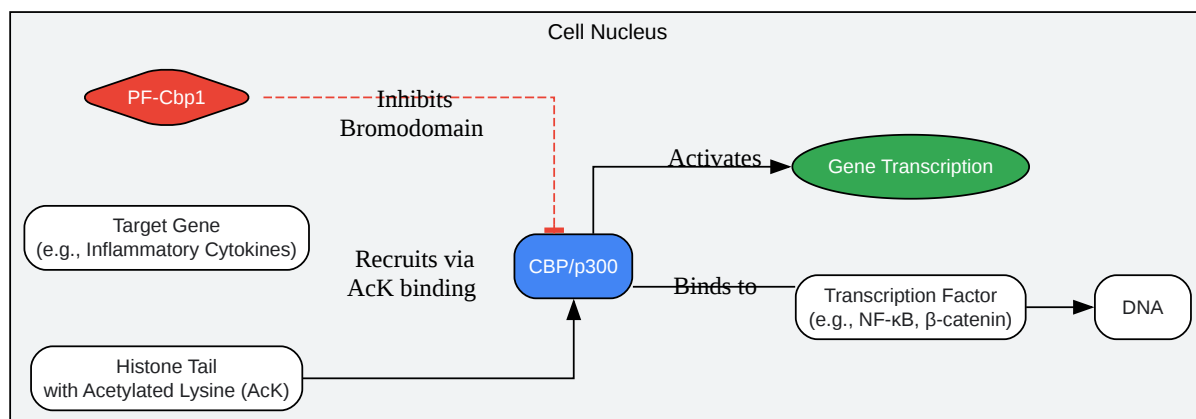 Cell Nucleus
PF-Cbp1
Inhibits
Bromodomain
Activates
Gene Transcription
Target Gene
(e.g., Inflammatory Cytokines)
Recruits via
AcK binding
CBP/p300
Binds to
Transcription Factor
(e.g., NF-κB, β-catenin)
DNA
Histone Tail
with Acetylated Lysine (AcK)